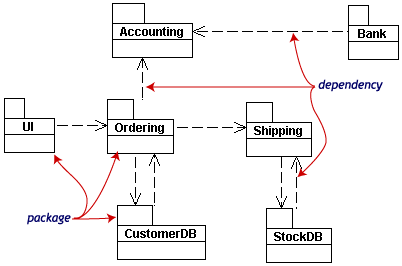 Accounting
Bank
dependency
UI
Ordering
Shipping
package
CustomerDB
StockDB